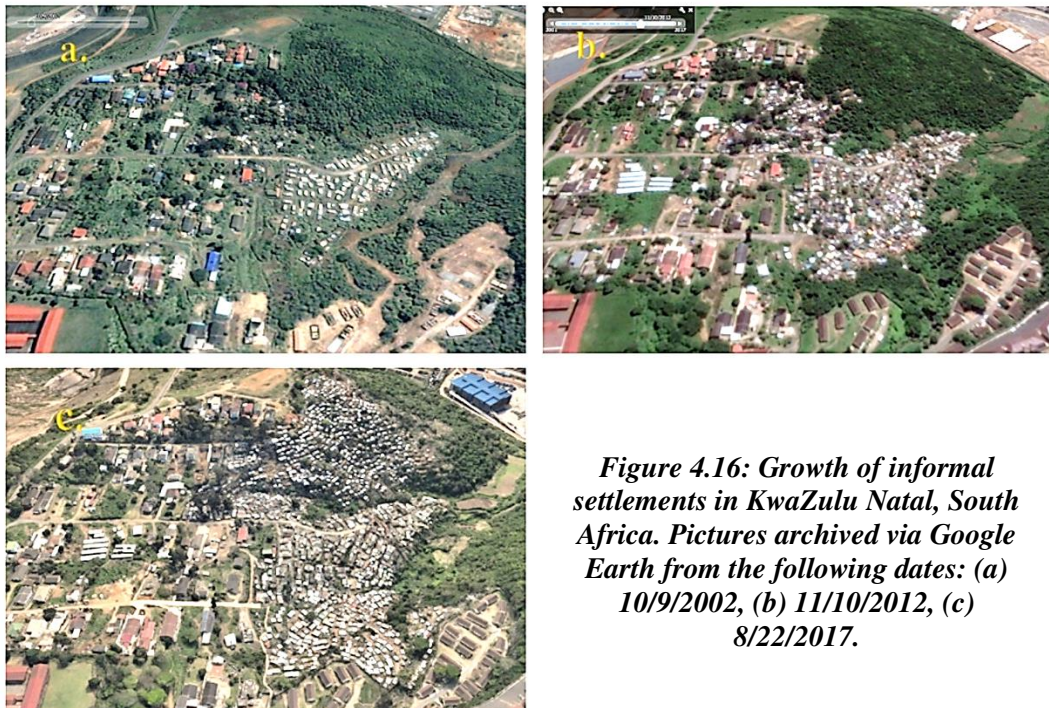 a.
b.
11/10/2012
2017
c.
Figure 4.16: Growth of informal
settlements in KwaZulu Natal, South
Africa. Pictures archived via Google
Earth from the following dates: (a)
10/9/2002, (b) 11/10/2012, (c)
8/22/2017.